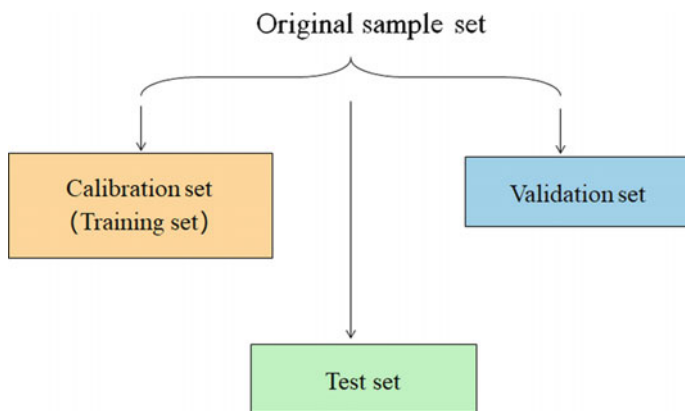 Original sample set
Calibration set
(Training set)
Validation set
Test set